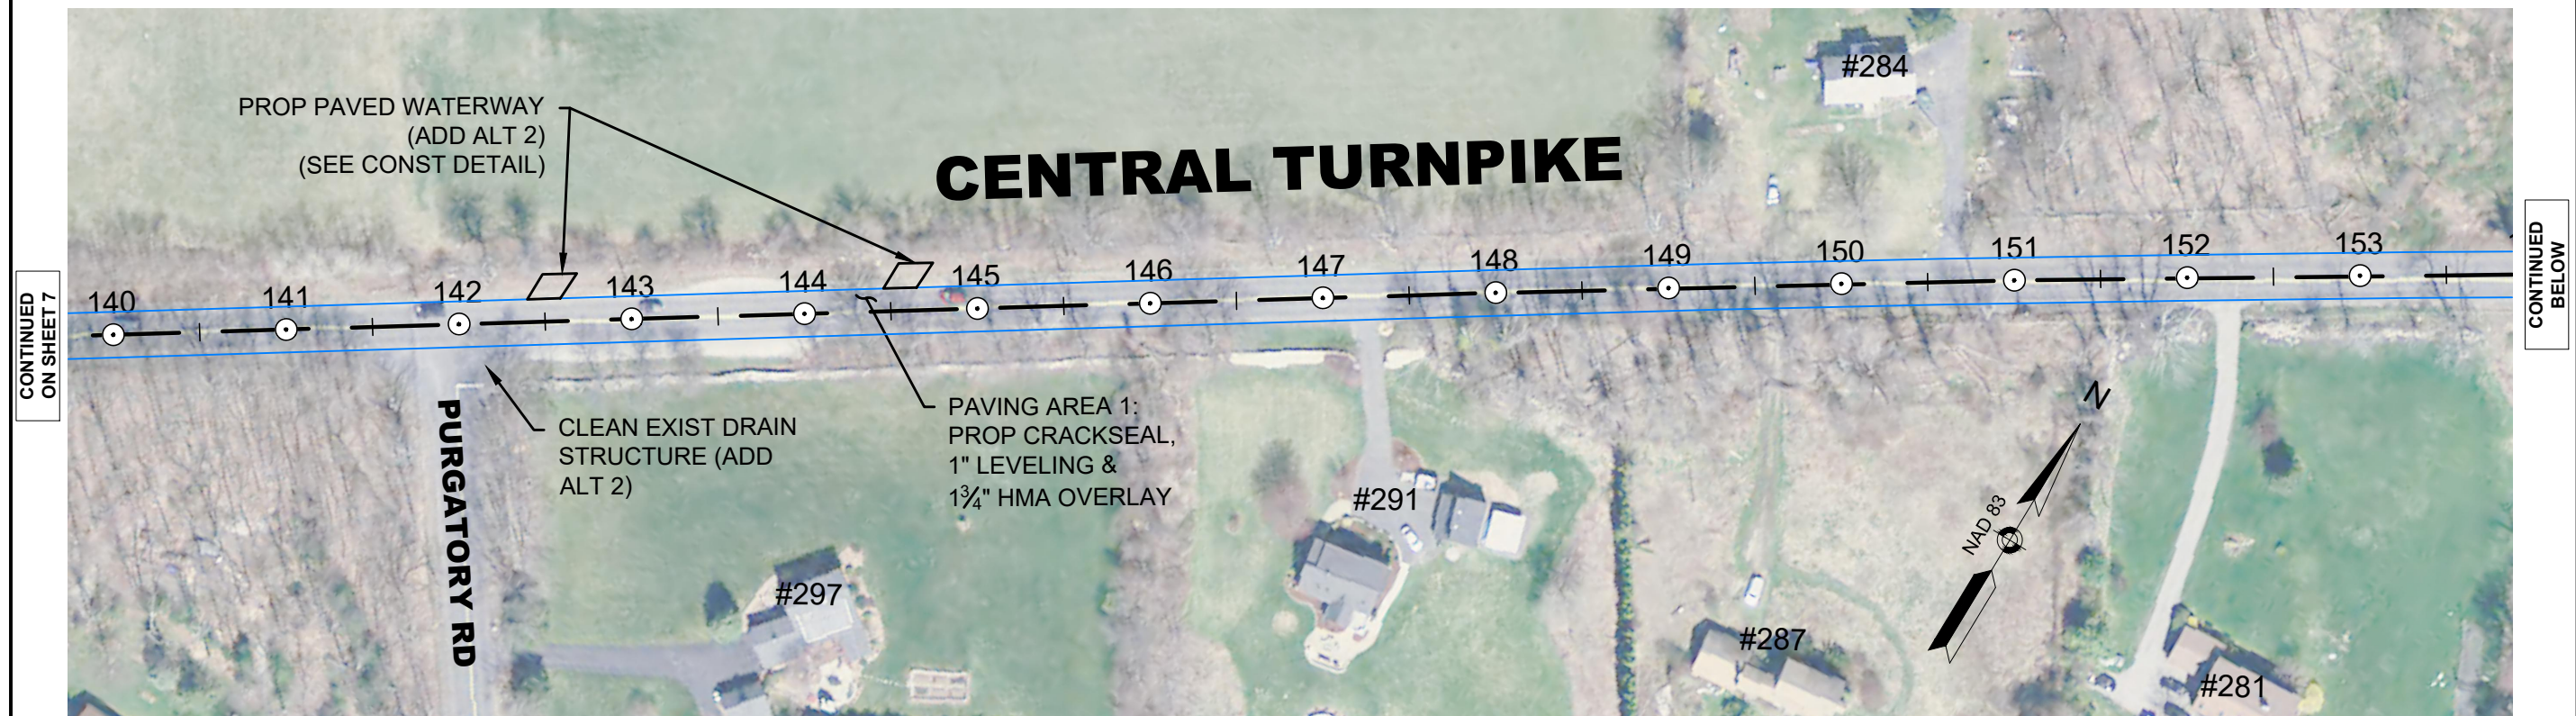 PROP PAVED WATERWAY
(ADD ALT 2)
(SEE CONST DETAIL)
CENTRAL TURNPIKE
#284
CONTINUED
ON SHEET 7
140
141
142
143
144
145
146
147
148
149
150
151
152
153
CONTINUED
BELOW
PURGATORY RD
CLEAN EXIST DRAIN
STRUCTURE (ADD
ALT 2)
PAVING AREA 1:
PROP CRACKSEAL,
1" LEVELING &
1¾" HMA OVERLAY
#297
#291
#287
#281
N
NAD 83